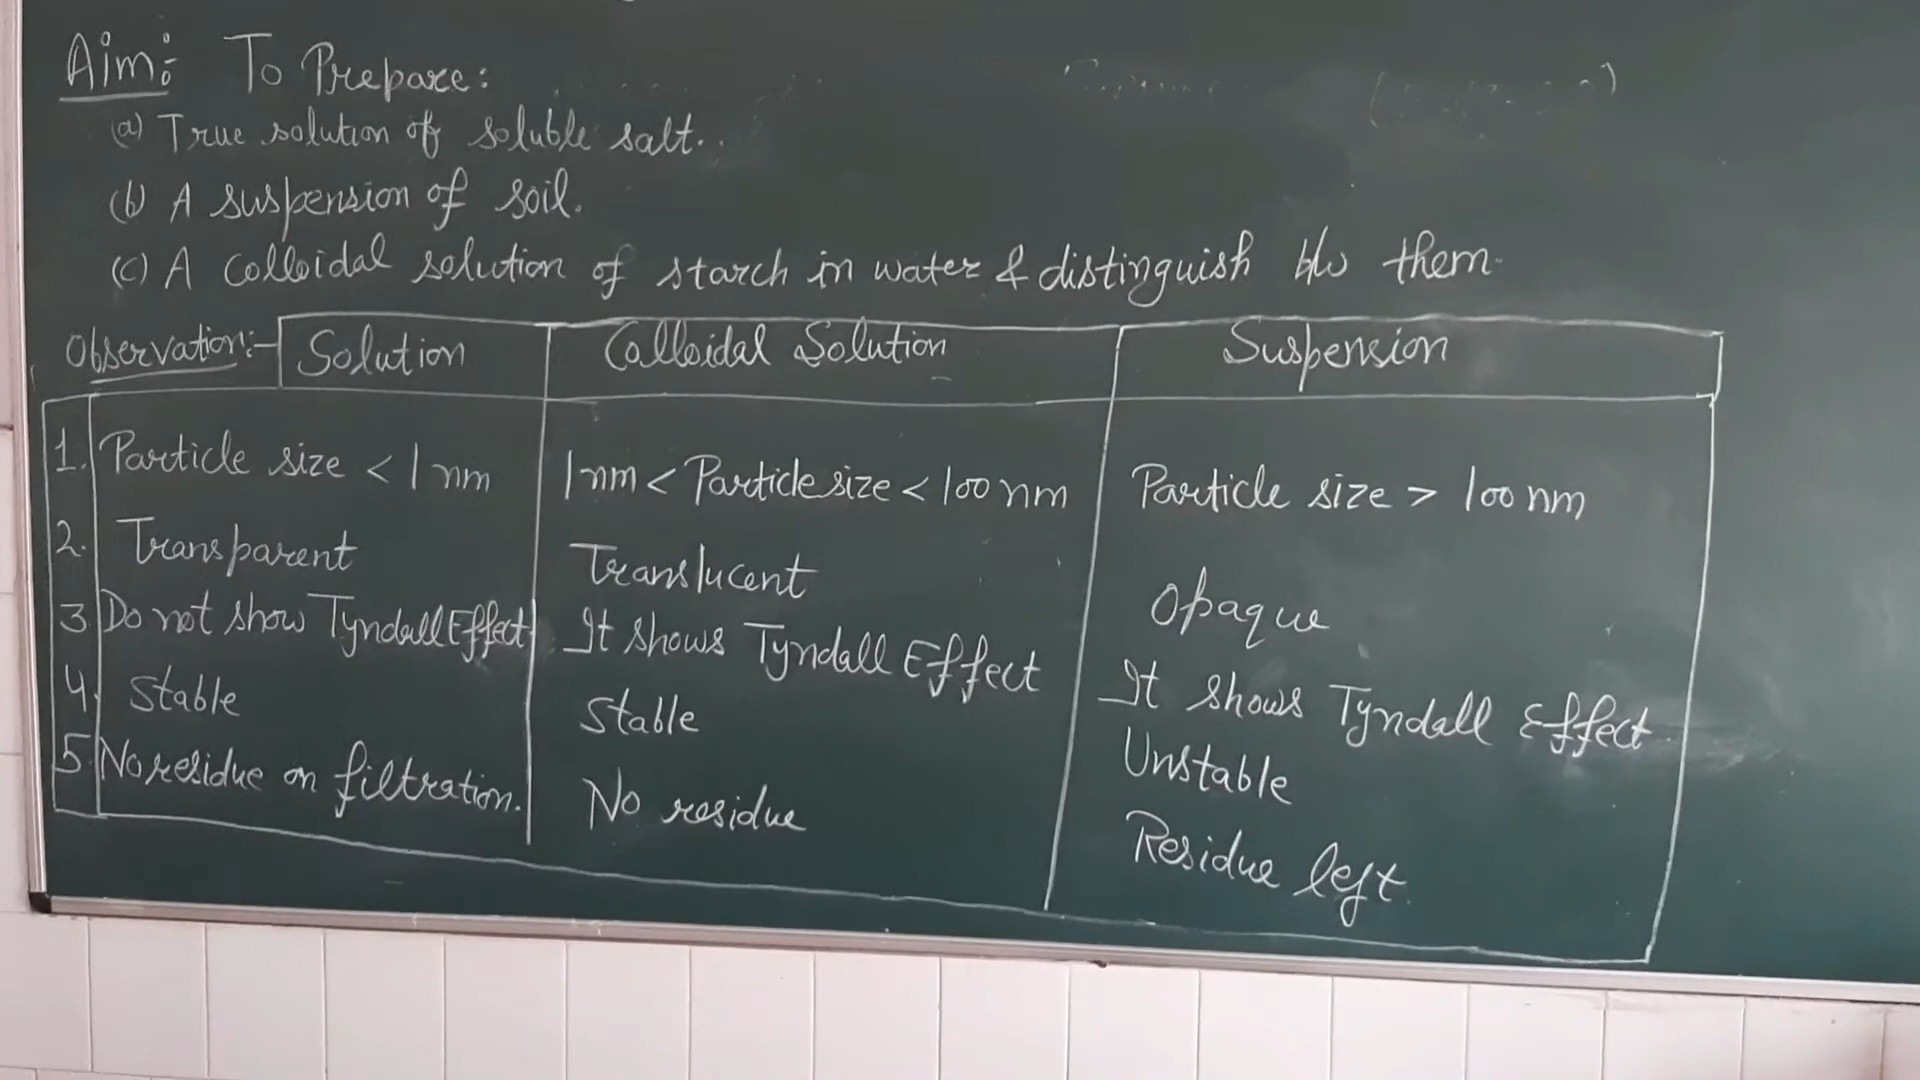 Aim: To Prepare:
(a) True solution of soluble salt.
(b) A suspension of soil.
(c) A colloidal solution of starch in water & distinguish b/w them.
Observation:- Solution Colloidal Solution Suspension
1. Particle size < 1 nm 1 nm < Particle size < 100 nm Particle size > 100 nm
2. Transparent Translucent Opaque
3. Do not show Tyndall Effect It shows Tyndall Effect It shows Tyndall Effect
4. Stable Stable Unstable
5. No residue on filtration. No residue Residue left.